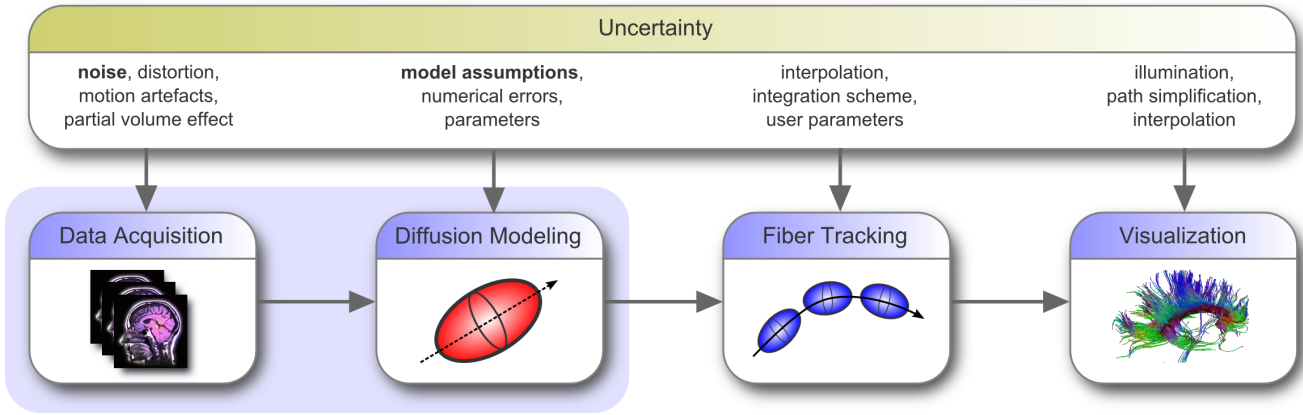 Uncertainty
noise, distortion,
motion artefacts,
partial volume effect
model assumptions,
numerical errors,
parameters
interpolation,
integration scheme,
user parameters
illumination,
path simplification,
interpolation
Data Acquisition
Diffusion Modeling
Fiber Tracking
Visualization